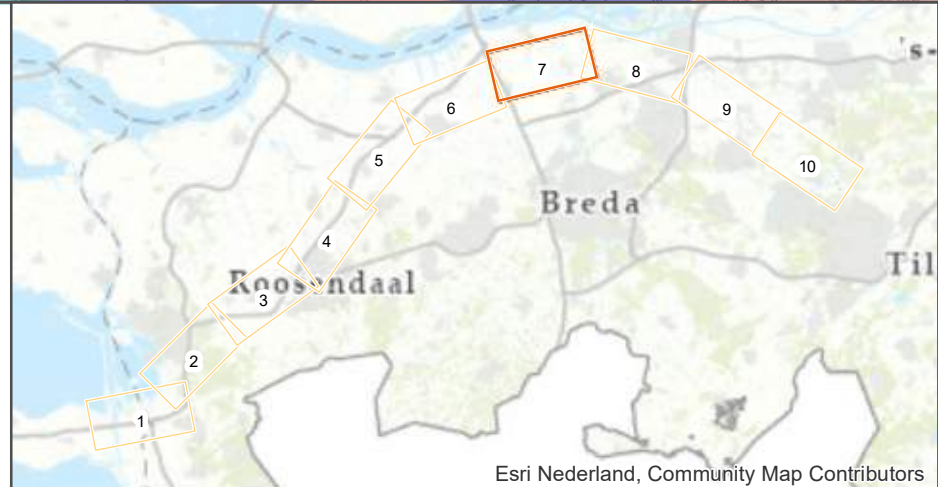 's-
7
8
6
9
5
10
Breda
4
Til
Roosendaal
3
2
1
Esri Nederland, Community Map Contributors